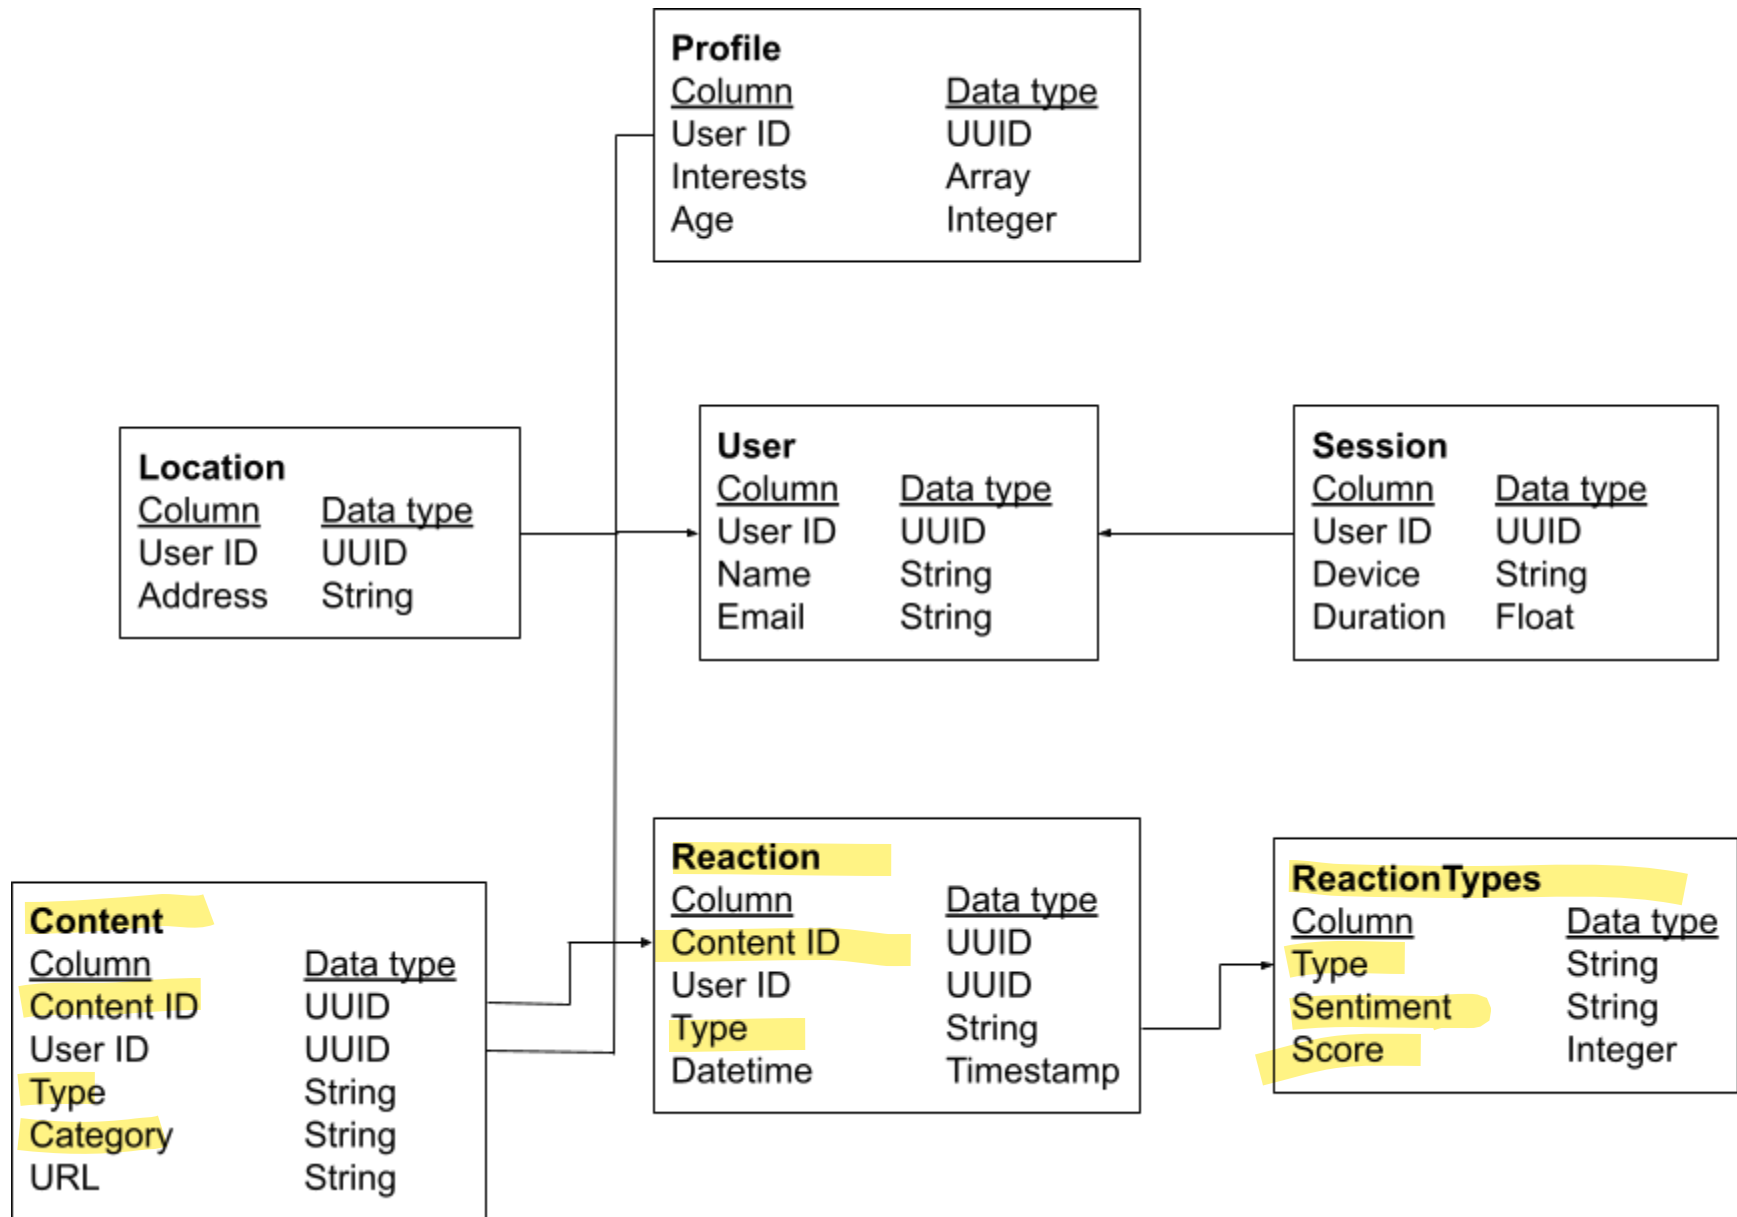 Profile
Column Data type
User ID UUID
Interests Array
Age Integer
Location
Column Data type
User ID UUID
Address String
User
Column Data type
User ID UUID
Name String
Email String
Session
Column Data type
User ID UUID
Device String
Duration Float
Content
Column Data type
Content ID UUID
User ID UUID
Type String
Category String
URL String
Reaction
Column Data type
Content ID UUID
User ID UUID
Type String
Datetime Timestamp
ReactionTypes
Column Data type
Type String
Sentiment String
Score Integer